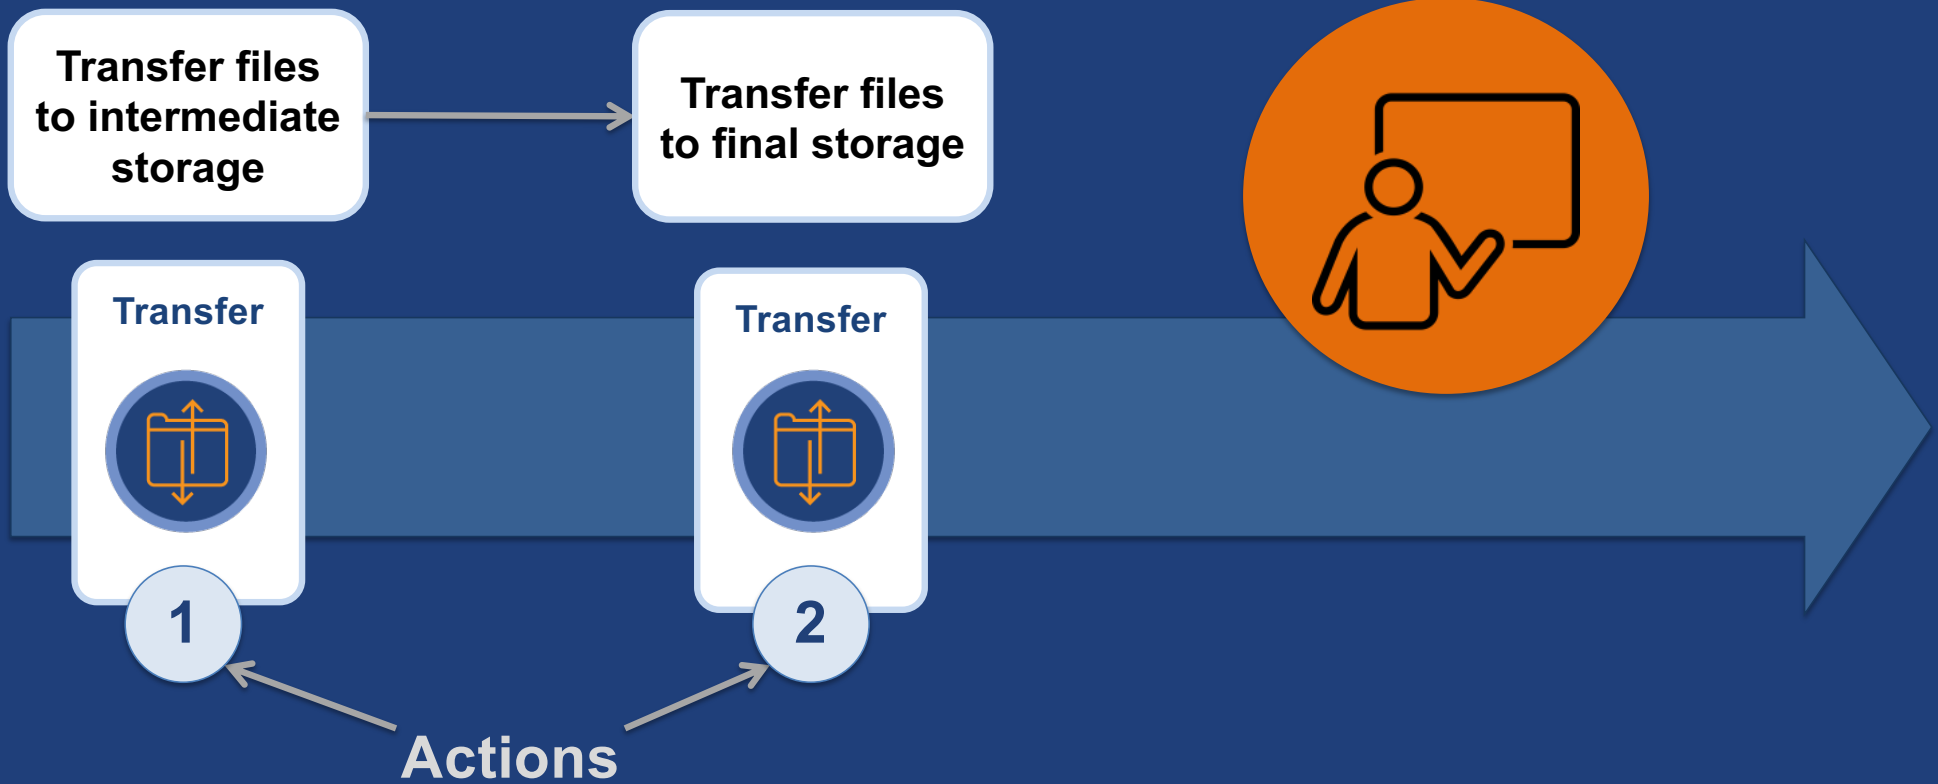 Transfer files
to intermediate
storage
Transfer files
to final storage
Transfer
Transfer
1
2
Actions